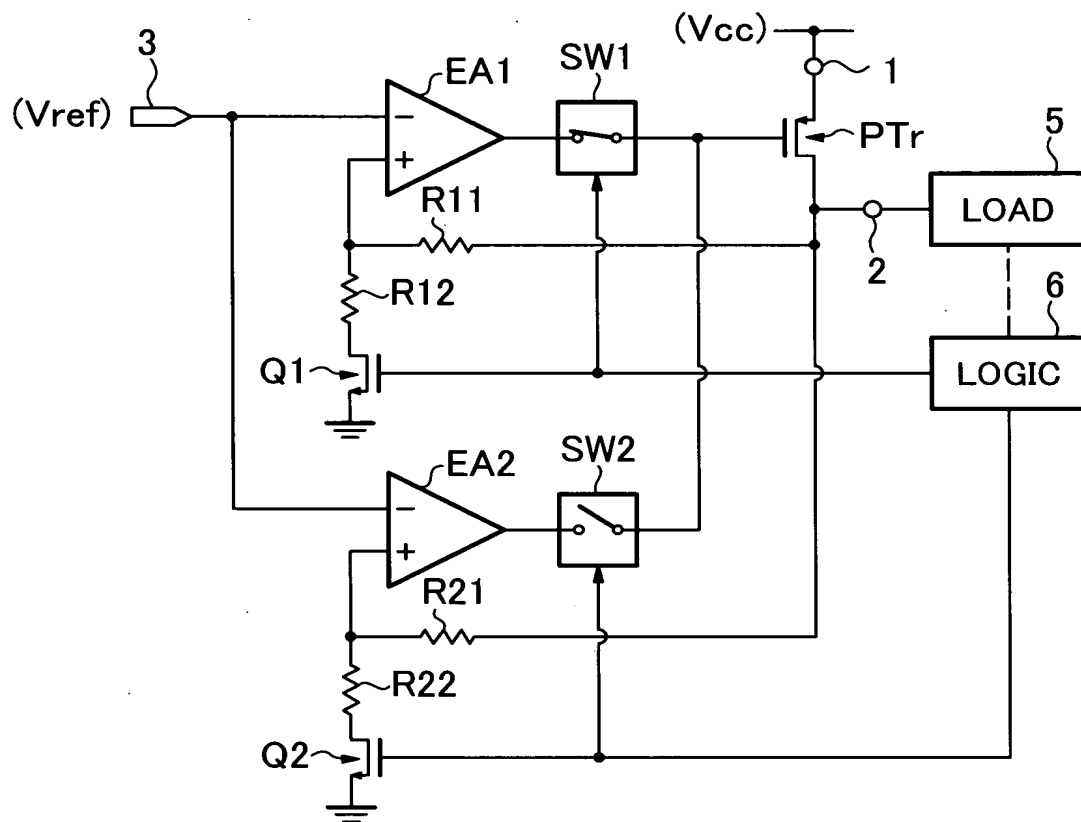 (Vcc)
3
EA1
SW1
1
(Vref)
−
+
PTr
5
LOAD
R11
2
R12
6
Q1
LOGIC
EA2
SW2
−
+
R21
R22
Q2